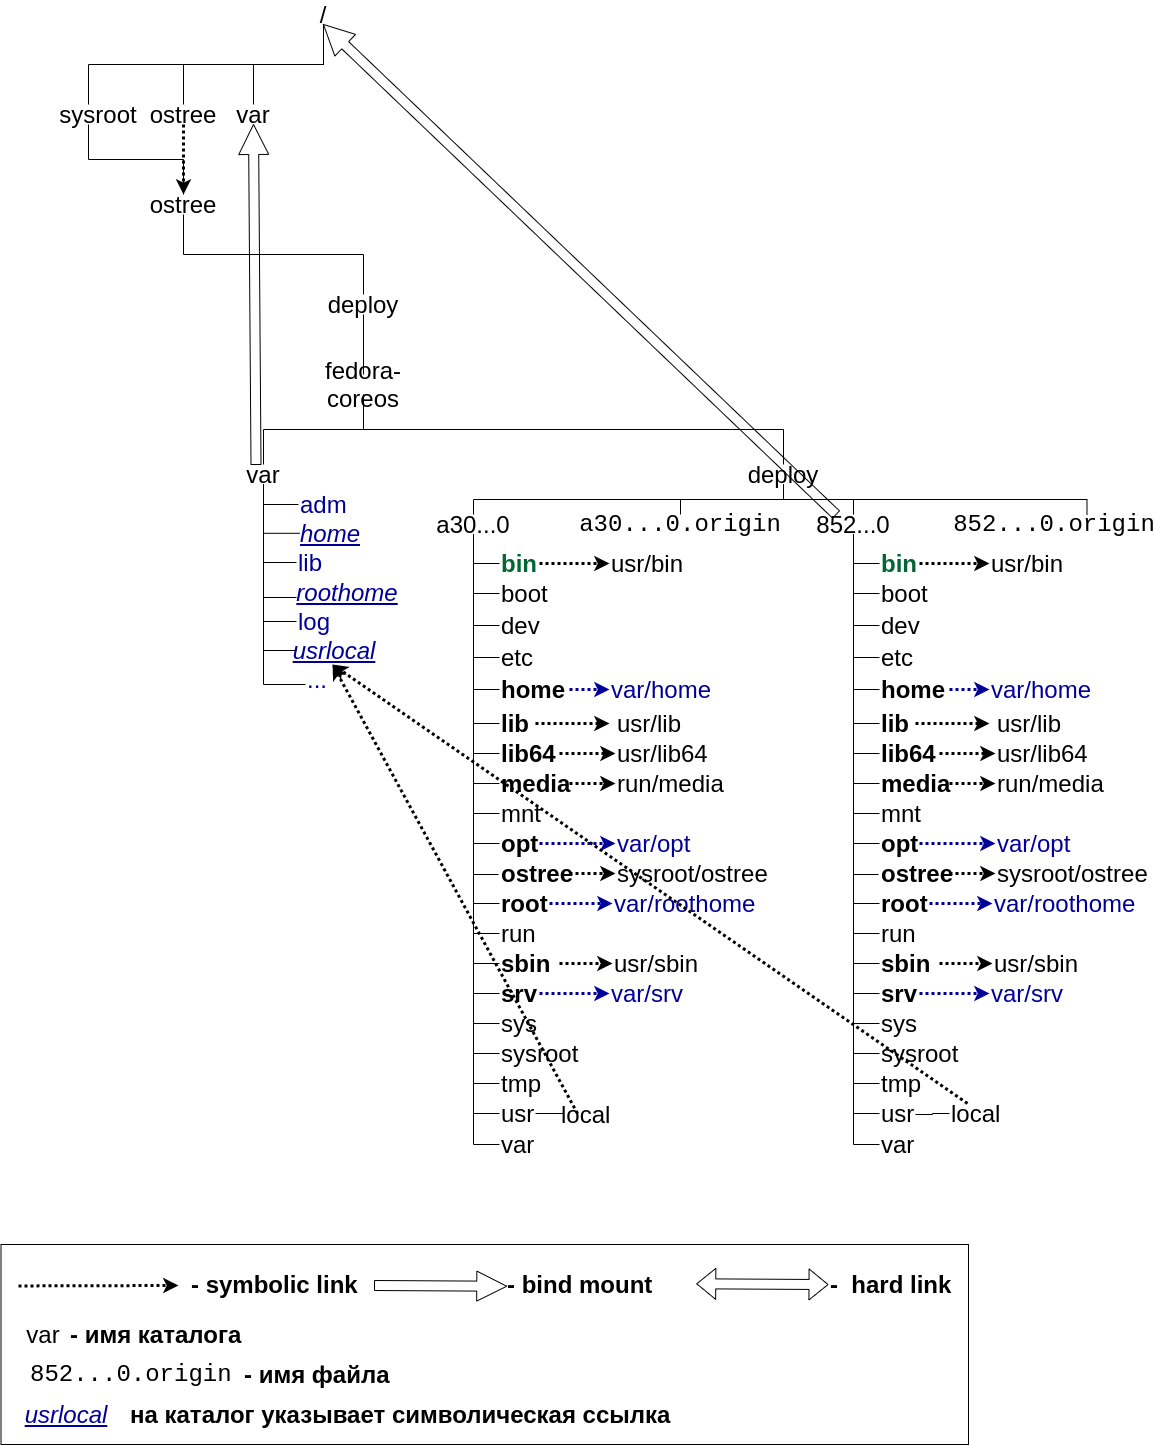 /
sysroot ostree var
ostree
deploy
fedora-
coreos
var deploy
adm
home
lib
roothome
log
usrlocal
...
a30...0 a30...0.origin 852...0 852...0.origin
bin usr/bin
boot
dev
etc
home var/home
lib usr/lib
lib64 usr/lib64
media run/media
mnt
opt var/opt
ostree sysroot/ostree
root var/roothome
run
sbin usr/sbin
srv var/srv
sys
sysroot
tmp
usr local
var
bin usr/bin
boot
dev
etc
home var/home
lib usr/lib
lib64 usr/lib64
media run/media
mnt
opt var/opt
ostree sysroot/ostree
root var/roothome
run
sbin usr/sbin
srv var/srv
sys
sysroot
tmp
usr local
var
- symbolic link - bind mount - hard link
var - имя каталога
852...0.origin - имя файла
usrlocal на каталог указывает символическая ссылка